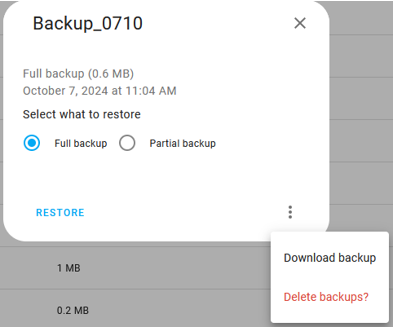 Backup_0710
Full backup (0.6 MB)
October 7, 2024 at 11:04 AM
Select what to restore
Full backup Partial backup
RESTORE
Download backup
1 MB
Delete backups?
0.2 MB